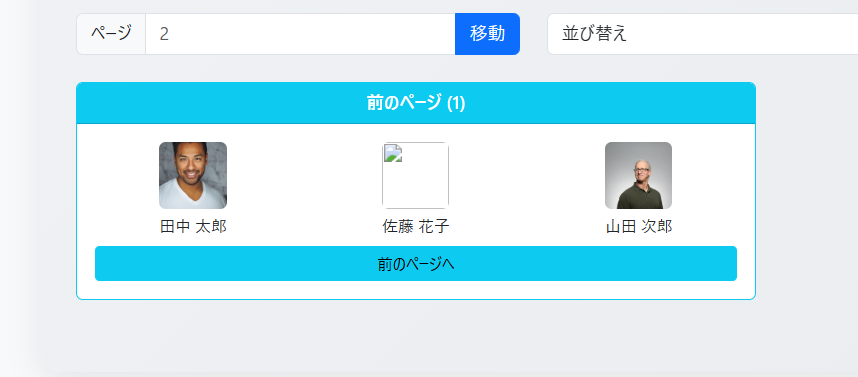 ページ 2 移動 並び替え
前のページ (1)
田中 太郎 佐藤 花子 山田 次郎
前のページへ